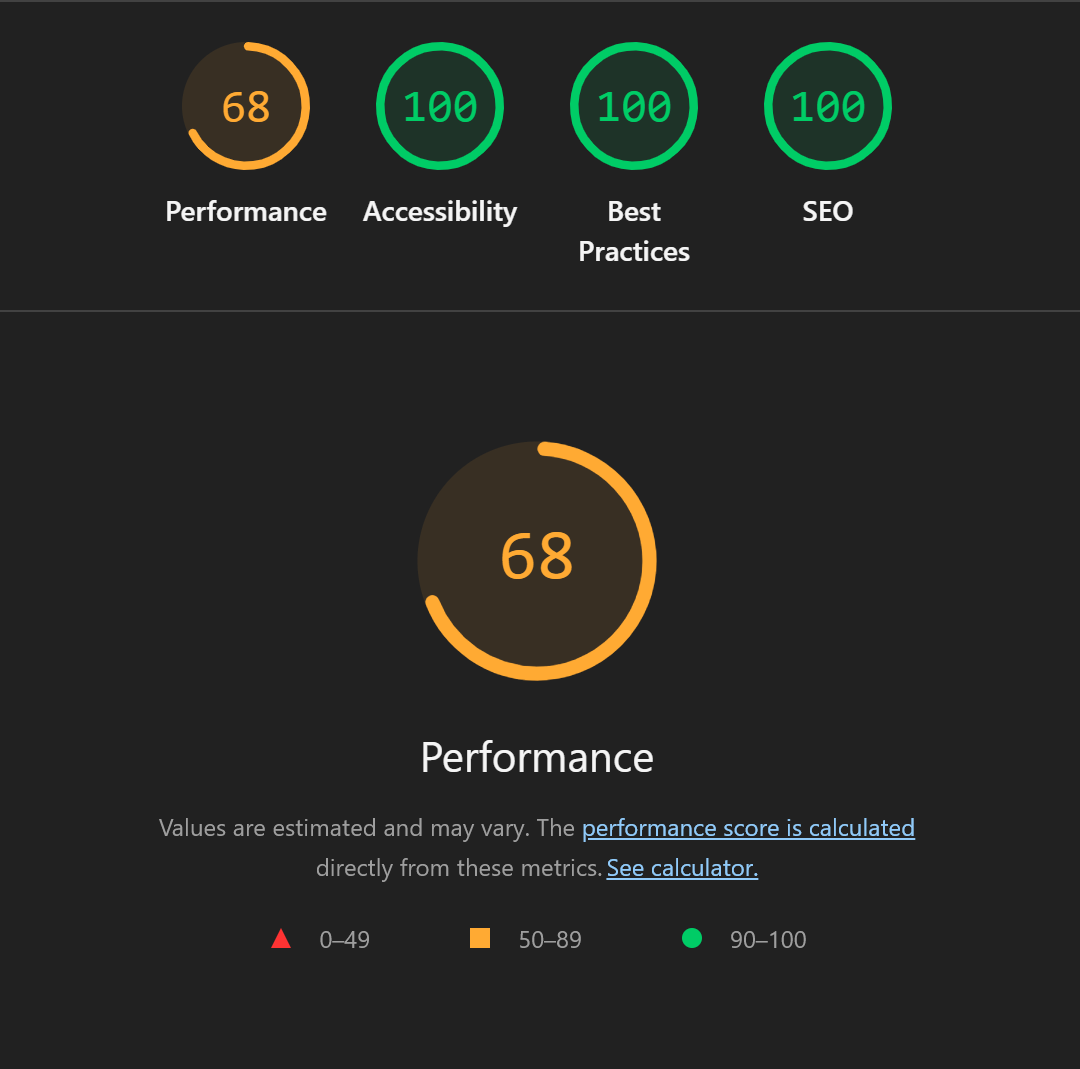 68
100
100
100
Performance
Accessibility
Best
Practices
SEO
68
Performance
Values are estimated and may vary. The performance score is calculated
directly from these metrics. See calculator.
0–49
50–89
90–100